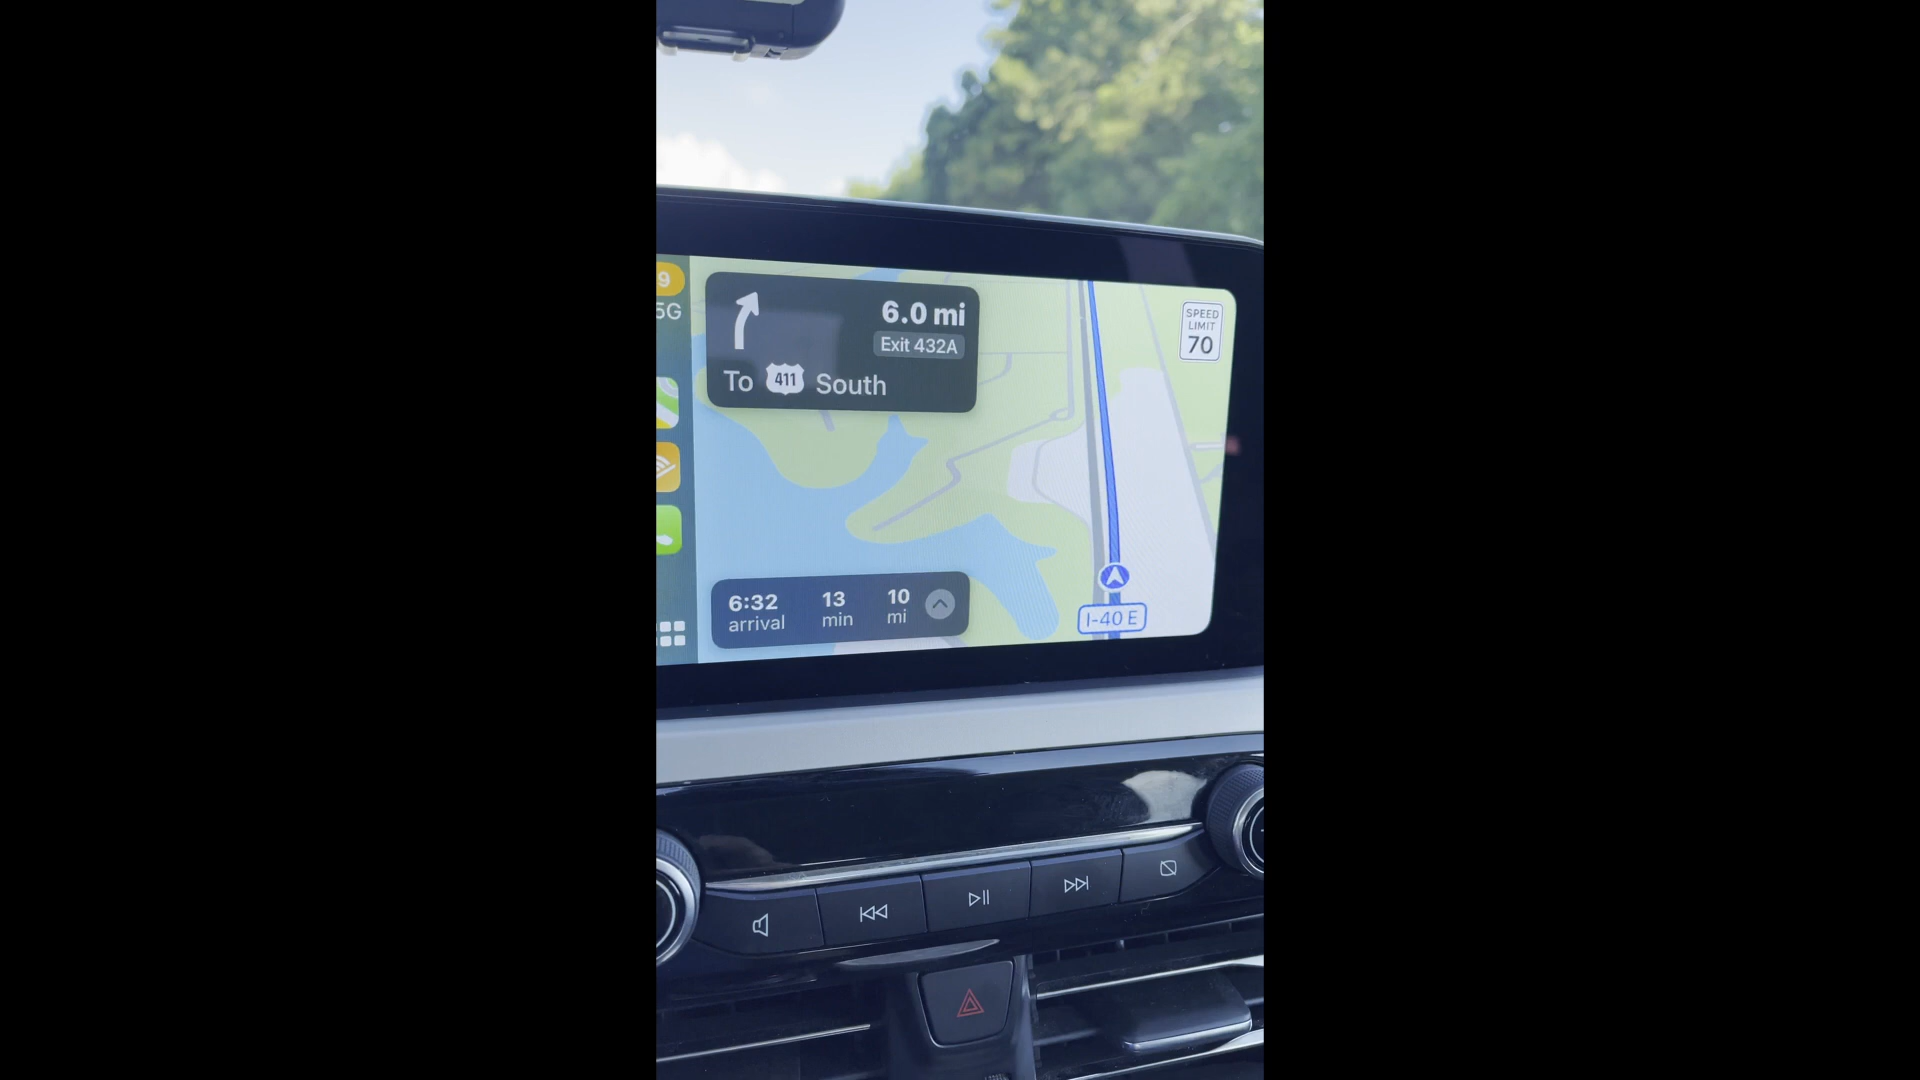 9
5G
6.0 mi
Exit 432A
To 411 South
SPEED
LIMIT
70
6:32 13 10
arrival min mi
I-40 E